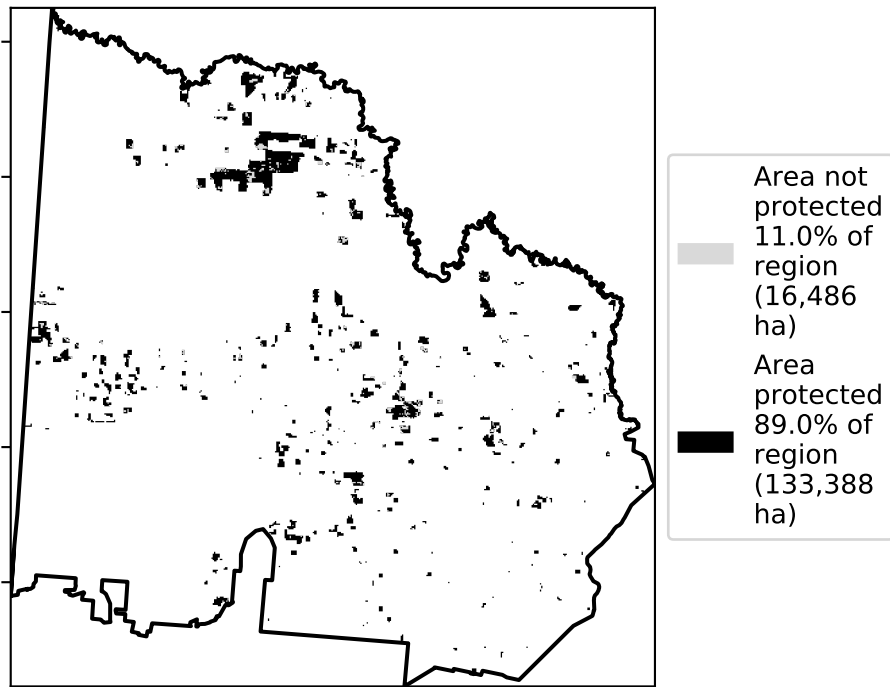 Area not
protected
11.0% of
region
(16,486
ha)
Area
protected
89.0% of
region
(133,388
ha)